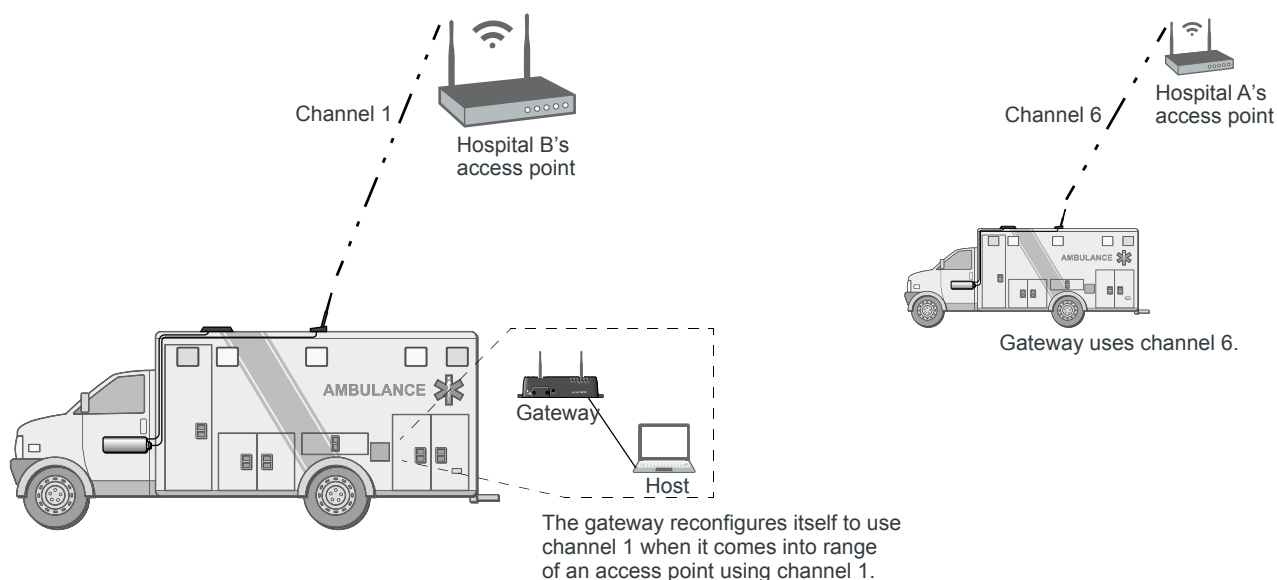 Channel 1
Hospital B’s
access point
AMBULANCE
Gateway
Host
The gateway reconfigures itself to use
channel 1 when it comes into range
of an access point using channel 1.
Channel 6
Hospital A’s
access point
AMBULANCE
Gateway uses channel 6.